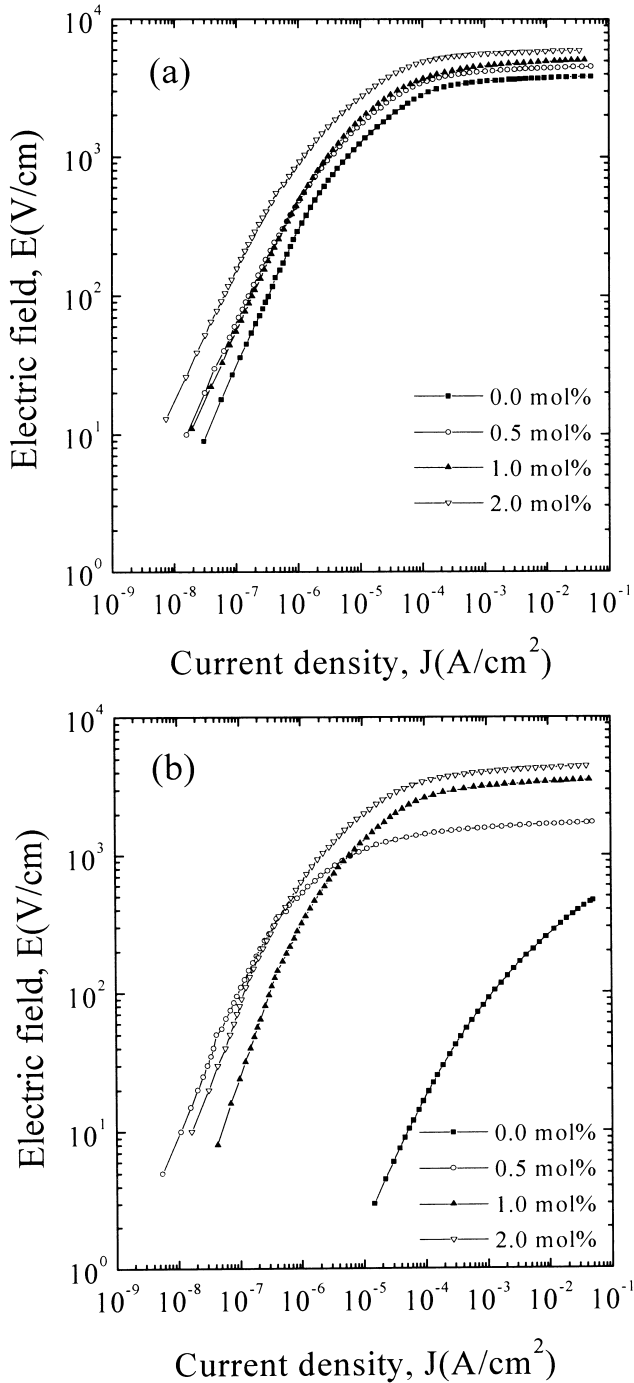 (a)
10^4
10^3
10^2
10^1
10^0
Electric field, E(V/cm)
0.0 mol%
0.5 mol%
1.0 mol%
2.0 mol%
10^-9 10^-8 10^-7 10^-6 10^-5 10^-4 10^-3 10^-2 10^-1
Current density, J(A/cm^2)
(b)
10^4
10^3
10^2
10^1
10^0
Electric field, E(V/cm)
0.0 mol%
0.5 mol%
1.0 mol%
2.0 mol%
10^-9 10^-8 10^-7 10^-6 10^-5 10^-4 10^-3 10^-2 10^-1
Current density, J(A/cm^2)